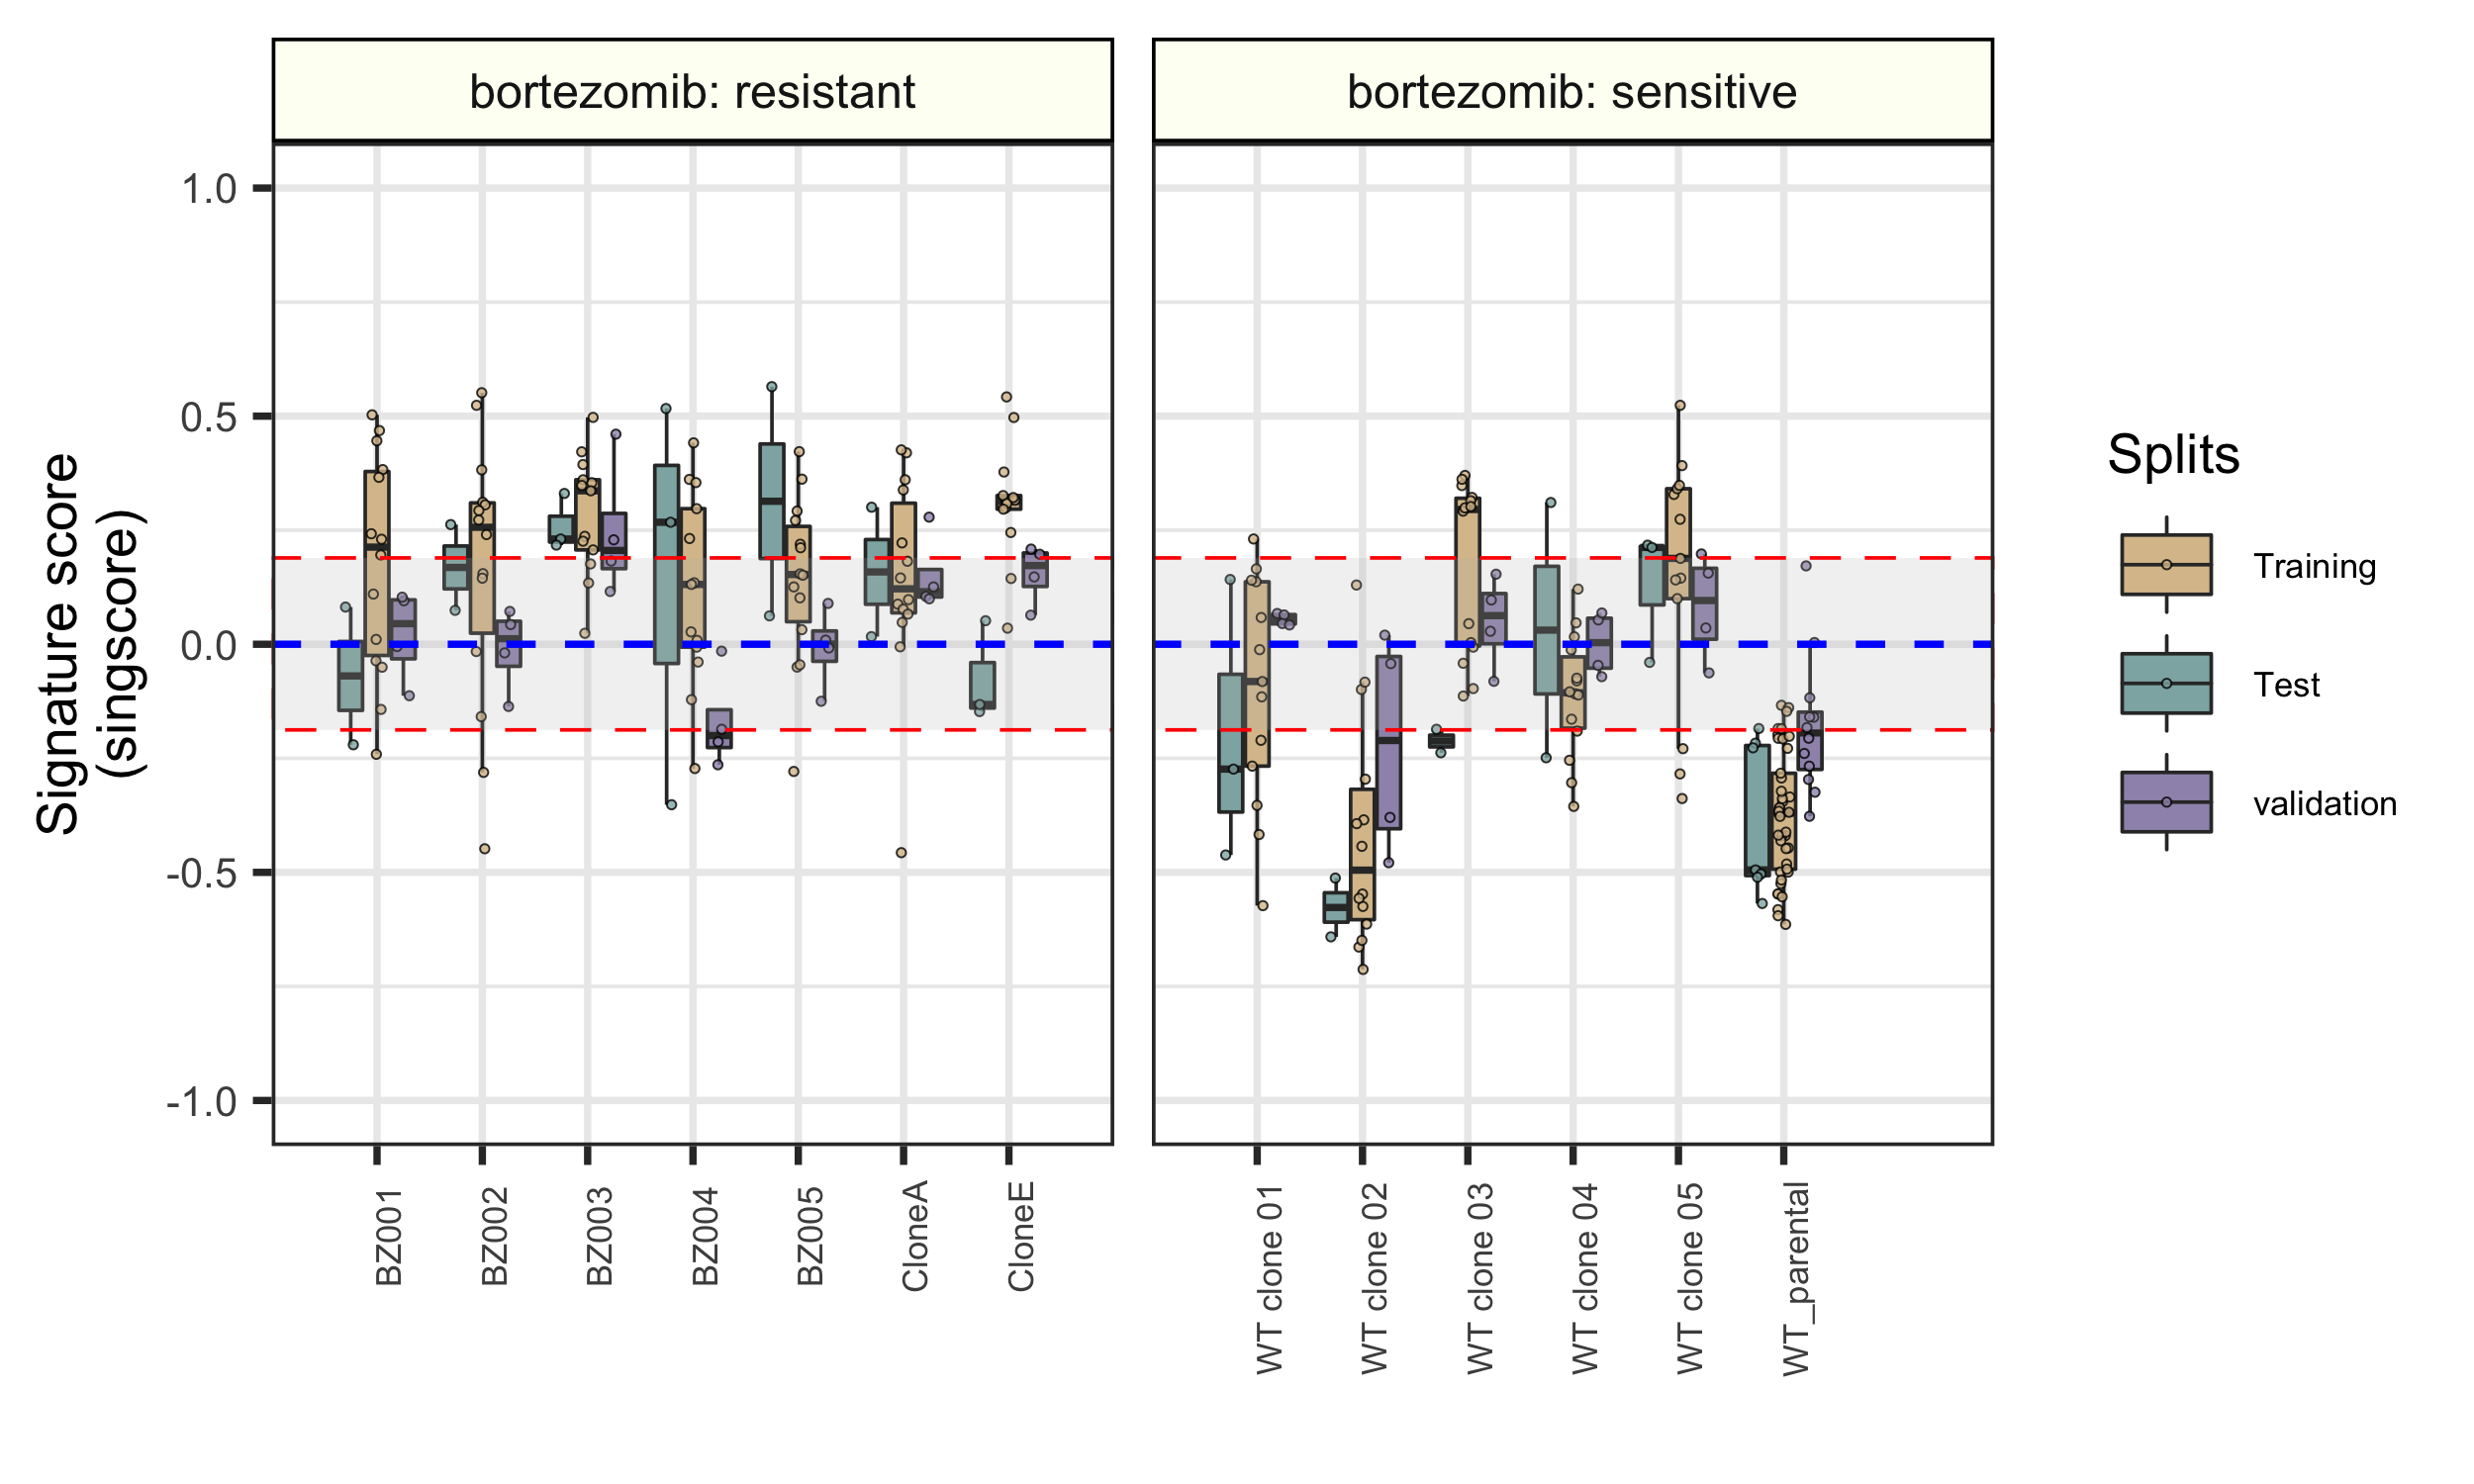 bortezomib: resistant
bortezomib: sensitive
Signature score
(singscore)
1.0
0.5
0.0
-0.5
-1.0
BZ001
BZ002
BZ003
BZ004
BZ005
CloneA
CloneE
WT clone 01
WT clone 02
WT clone 03
WT clone 04
WT clone 05
WT_parental
Splits
Training
Test
validation